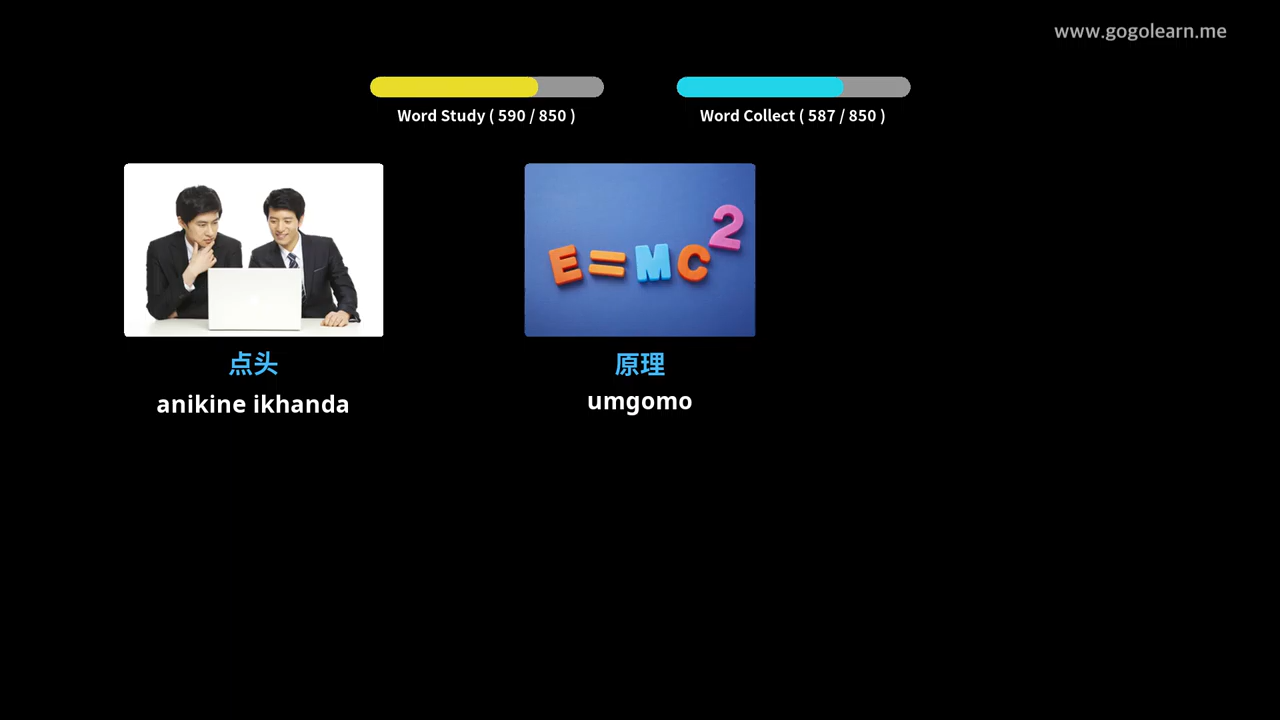 www.gogolearn.me
Word Study ( 590 / 850 )
Word Collect ( 587 / 850 )
E=MC2
点头
原理
anikine ikhanda
umgomo